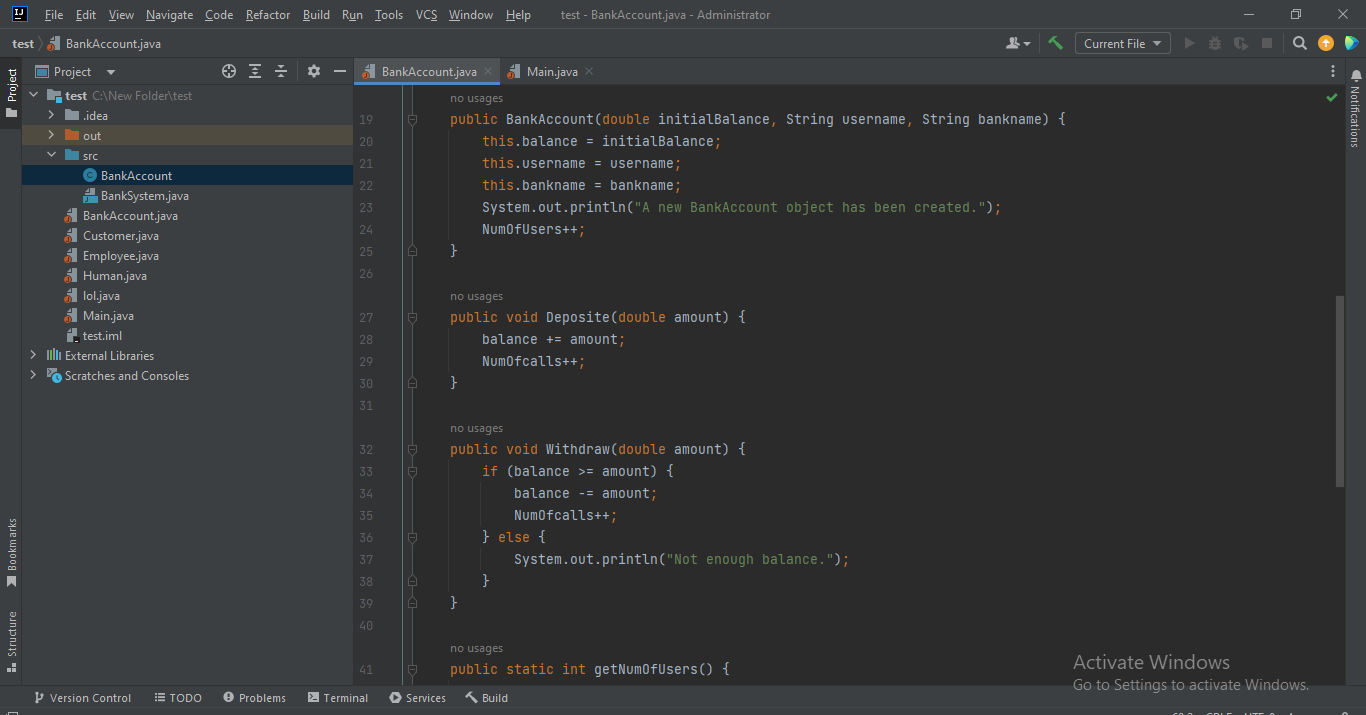 File Edit View Navigate Code Refactor Build Run Tools VCS Window Help test - BankAccount.java - Administrator
test BankAccount.java Current File
Project BankAccount.java Main.java
test C:\New Folder\test
.idea
out
src
BankAccount
BankSystem.java
BankAccount.java
Customer.java
Employee.java
Human.java
lol.java
Main.java
test.iml
External Libraries
Scratches and Consoles
Project
Bookmarks
Structure
no usages
19 public BankAccount(double initialBalance, String username, String bankname) {
20 this.balance = initialBalance;
21 this.username = username;
22 this.bankname = bankname;
23 System.out.println("A new BankAccount object has been created.");
24 NumOfUsers++;
25 }
26
no usages
27 public void Deposite(double amount) {
28 balance += amount;
29 NumOfcalls++;
30 }
31
no usages
32 public void Withdraw(double amount) {
33 if (balance >= amount) {
34 balance -= amount;
35 NumOfcalls++;
36 } else {
37 System.out.println("Not enough balance.");
38 }
39 }
40
no usages
41 public static int getNumOfUsers() {
Notifications
Activate Windows
Go to Settings to activate Windows.
Version Control TODO Problems Terminal Services Build